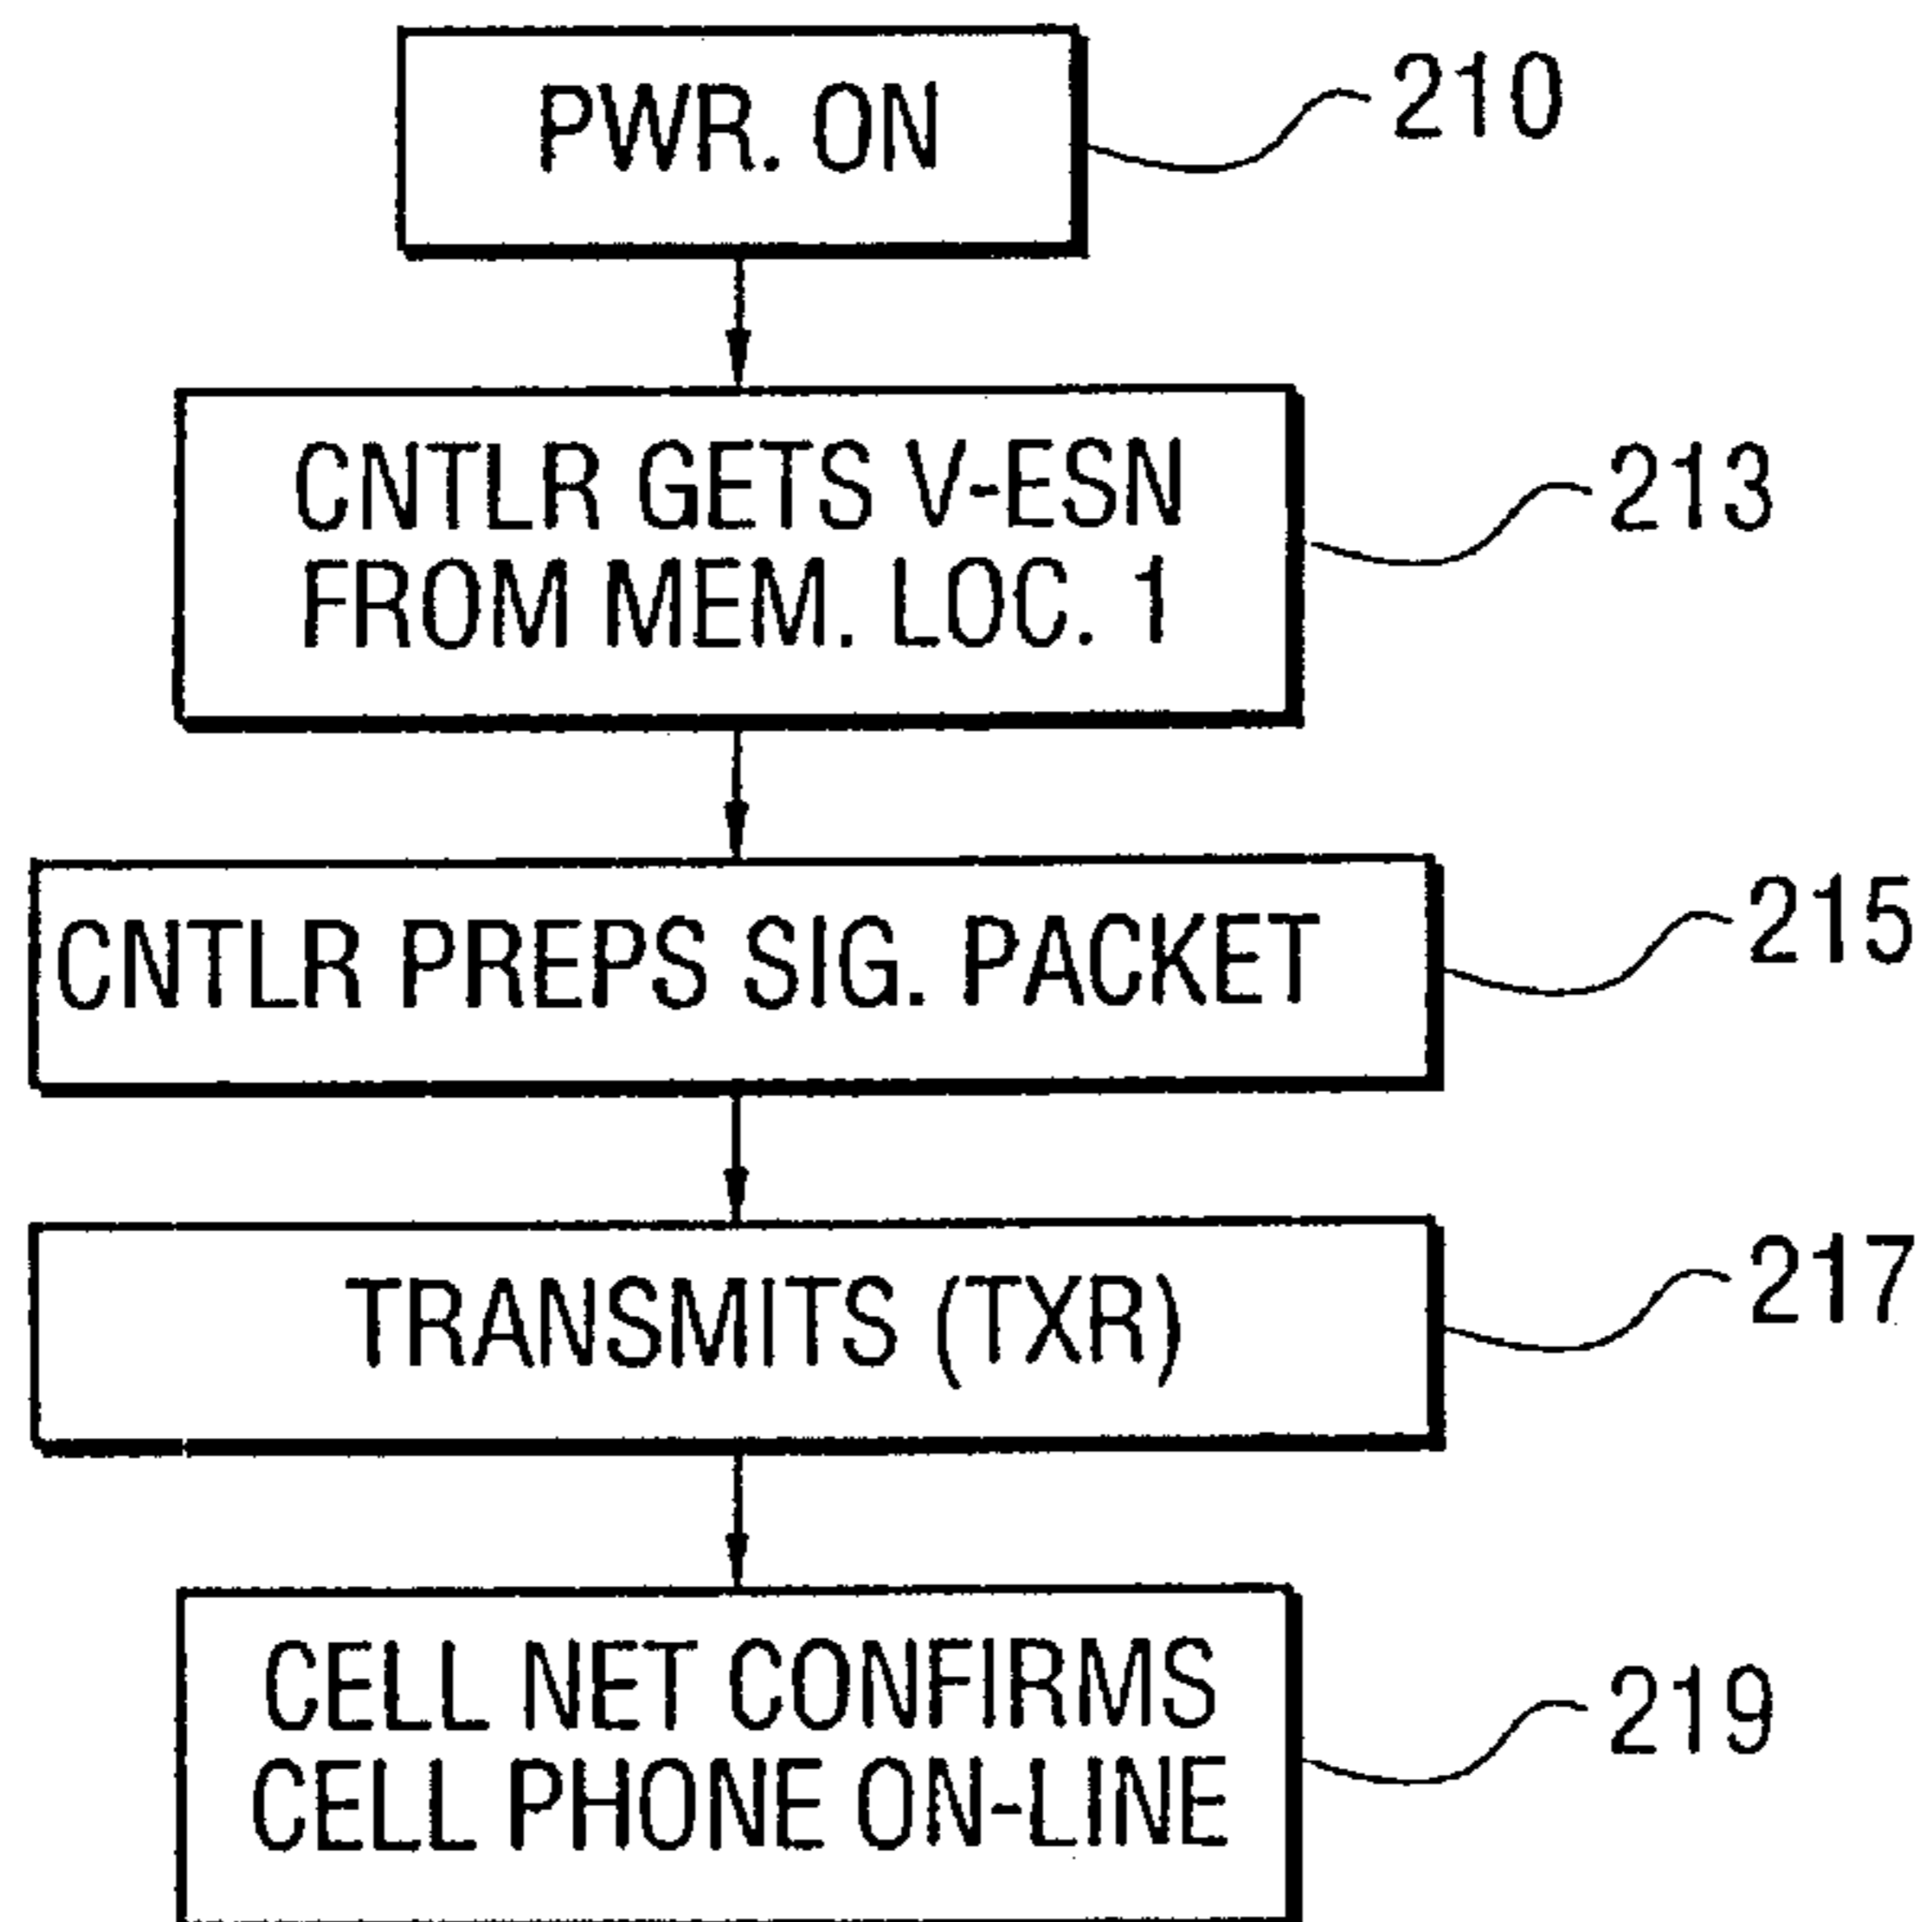 PWR. ON
210
CNTLR GETS V-ESN
FROM MEM. LOC. 1
213
CNTLR PREPS SIG. PACKET
215
TRANSMITS (TXR)
217
CELL NET CONFIRMS
CELL PHONE ON-LINE
219